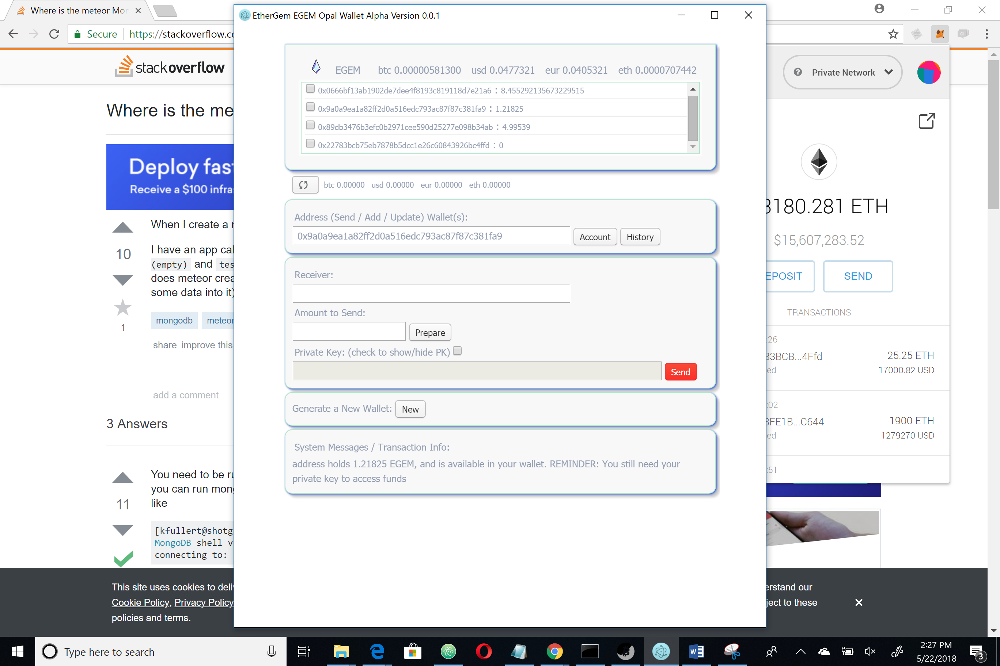 Where is the meteor Mon
Secure https://stackoverflow.co
stackoverflow
Where is the me
Deploy fast
Receive a $100 infra
10
When I create a
I have an app cal
(empty) and tes
does meteor crea
some data into it)
1
mongodb meteor
share improve this
add a comment
3 Answers
11
You need to be ru
you can run mon
like
[kfullert@shotg
MongoDB shell v
connecting to:
This site uses cookies to deli
Cookie Policy, Privacy Policy
policies and terms.
EtherGem EGEM Opal Wallet Alpha Version 0.0.1
EGEM btc 0.00000581300 usd 0.0477321 eur 0.0405321 eth 0.0000707442
0x0666bf13ab1902de7dee4f8193c819118d7e21a6 : 8.455292135673229515
0x9a0a9ea1a82ff2d0a516edc793ac87f87c381fa9 : 1.21825
0x89db3476b3efc0b2971cee590d25277e098b34ab : 4.99539
0x22783bcb75eb7878b5dcc1e26c60843926bc4ffd : 0
btc 0.00000 usd 0.00000 eur 0.00000 eth 0.00000
Address (Send / Add / Update) Wallet(s):
0x9a0a9ea1a82ff2d0a516edc793ac87f87c381fa9 Account History
Receiver:
Amount to Send:
Prepare
Private Key: (check to show/hide PK)
Send
Generate a New Wallet: New
System Messages / Transaction Info:
address holds 1.21825 EGEM, and is available in your wallet. REMINDER: You still need your
private key to access funds
Private Network
3180.281 ETH
$15,607,283.52
EPOSIT SEND
TRANSACTIONS
:26
3BCB...4Ffd 25.25 ETH
ed 17000.82 USD
:02
3FE1B...C644 1900 ETH
ed 1279270 USD
:51
erstand our
ject to these
Type here to search
2:27 PM
5/22/2018
3